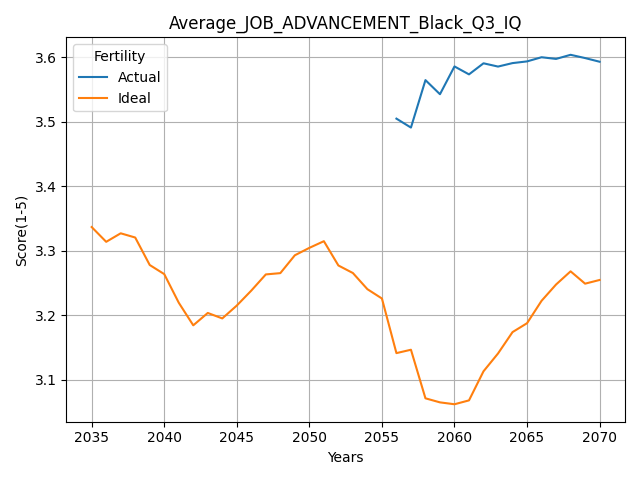 Average_JOB_ADVANCEMENT_Black_Q3_IQ
Fertility
Actual
Ideal
Score(1-5)
3.6
3.5
3.4
3.3
3.2
3.1
2035 2040 2045 2050 2055 2060 2065 2070
Years